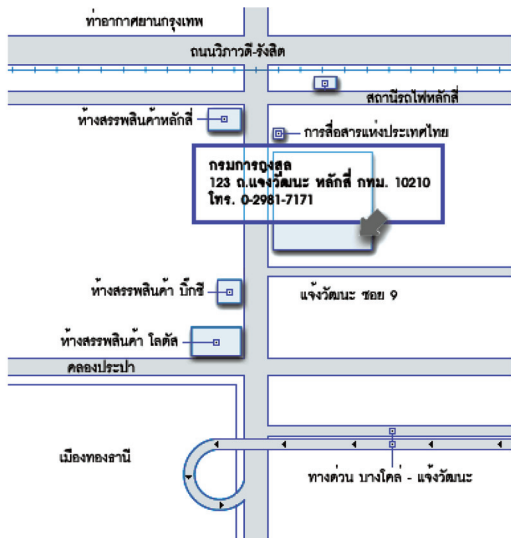 ท่าอากาศยานกรุงเทพ
ถนนวิภาวดี-รังสิต
สถานีรถไฟหลักสี่
ห้างสรรพสินค้าหลักสี่
การสื่อสารแห่งประเทศไทย
กรมการกงสุล
123 ถ.แจงวัฒนะ หลักสี่ กทม. 10210
โทร. 0-2981-7171
ห้างสรรพสินค้า บิ๊กซี
แจ้งวัฒนะ ซอย 9
ห้างสรรพสินค้า โลตัส
คลองประปา
เมืองทองธานี
ทางด่วน บางโคล่ - แจ้งวัฒนะ